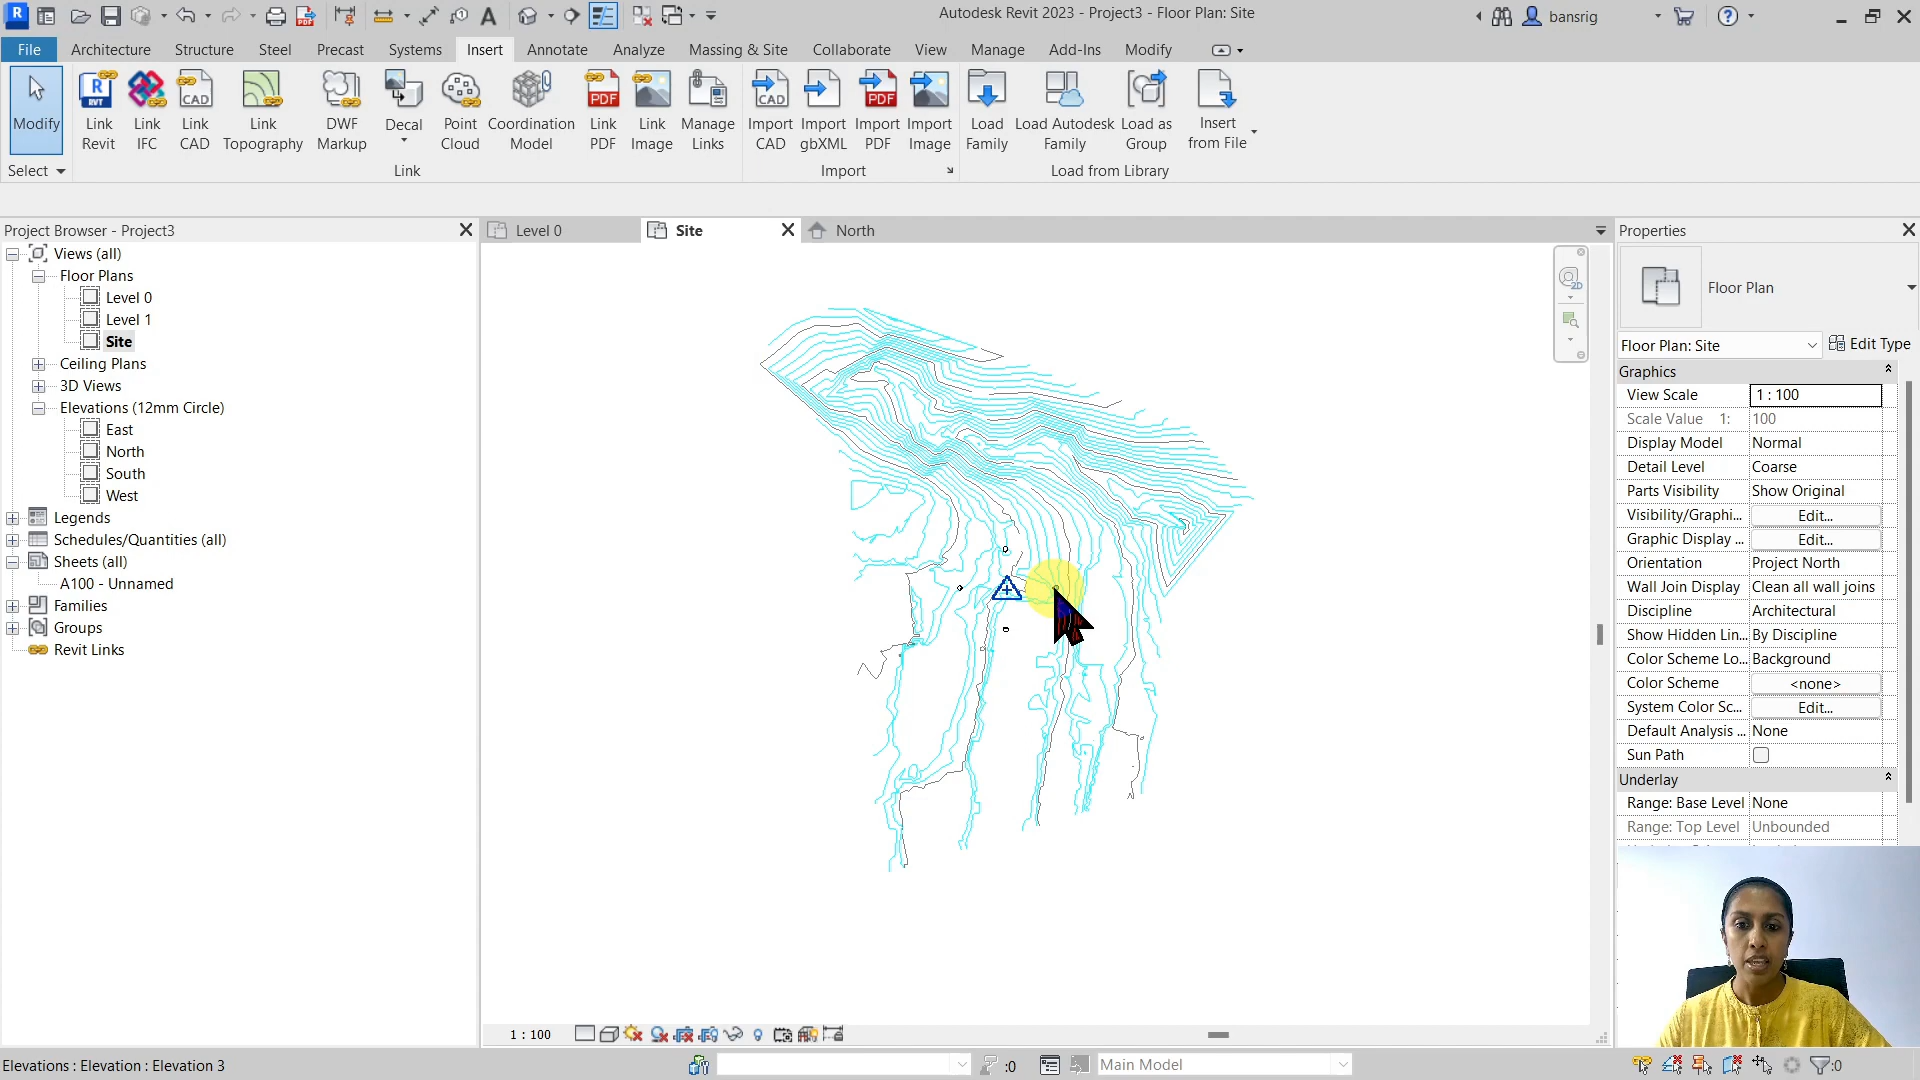 Autodesk Revit 2023 - Project3 - Floor Plan: Site
bansrig
File Architecture Structure Steel Precast Systems Insert Annotate Analyze Massing & Site Collaborate View Manage Add-Ins Modify
Modify
Link Revit
Link IFC
Link CAD
Link Topography
DWF Markup
Decal
Point Cloud
Coordination Model
Link PDF
Link Image
Manage Links
Import CAD
Import gbXML
Import PDF
Import Image
Load Family
Load Autodesk Family
Load as Group
Insert from File
Select
Link
Import
Load from Library
Project Browser - Project3
Views (all)
Floor Plans
Level 0
Level 1
Site
Ceiling Plans
3D Views
Elevations (12mm Circle)
East
North
South
West
Legends
Schedules/Quantities (all)
Sheets (all)
A100 - Unnamed
Families
Groups
Revit Links
Level 0
Site
North
2D
Properties
Floor Plan
Floor Plan: Site
Edit Type
Graphics
View Scale 1 : 100
Scale Value 1: 100
Display Model Normal
Detail Level Coarse
Parts Visibility Show Original
Visibility/Graphi... Edit...
Graphic Display ... Edit...
Orientation Project North
Wall Join Display Clean all wall joins
Discipline Architectural
Show Hidden Lin... By Discipline
Color Scheme Lo... Background
Color Scheme <none>
System Color Sc... Edit...
Default Analysis ... None
Sun Path
Underlay
Range: Base Level None
Range: Top Level Unbounded
1 : 100
Elevations : Elevation : Elevation 3
:0
Main Model
:0